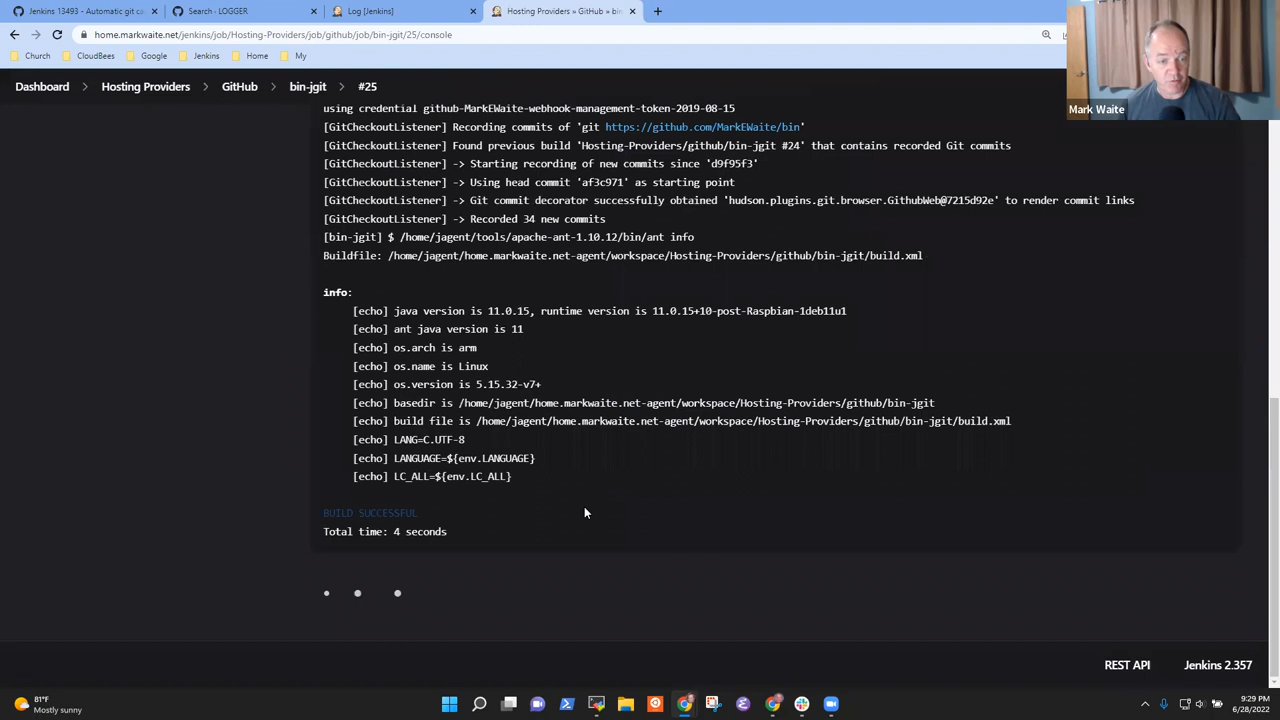 Jenkins 13493 - Automatic git ca
Search · LOGGER
Log [Jenkins]
Hosting Providers » GitHub » bin
home.markwaite.net/jenkins/job/Hosting-Providers/job/github/job/bin-jgit/25/console
Church
CloudBees
Google
Jenkins
Home
My
Dashboard
Hosting Providers
GitHub
bin-jgit
#25
Mark Waite
using credential github-MarkEWaite-webhook-management-token-2019-08-15
[GitCheckoutListener] Recording commits of 'git https://github.com/MarkEWaite/bin'
[GitCheckoutListener] Found previous build 'Hosting-Providers/github/bin-jgit #24' that contains recorded Git commits
[GitCheckoutListener] -> Starting recording of new commits since 'd9f95f3'
[GitCheckoutListener] -> Using head commit 'af3c971' as starting point
[GitCheckoutListener] -> Git commit decorator successfully obtained 'hudson.plugins.git.browser.GithubWeb@7215d92e' to render commit links
[GitCheckoutListener] -> Recorded 34 new commits
[bin-jgit] $ /home/jagent/tools/apache-ant-1.10.12/bin/ant info
Buildfile: /home/jagent/home.markwaite.net-agent/workspace/Hosting-Providers/github/bin-jgit/build.xml
info:
[echo] java version is 11.0.15, runtime version is 11.0.15+10-post-Raspbian-1deb11u1
[echo] ant java version is 11
[echo] os.arch is arm
[echo] os.name is Linux
[echo] os.version is 5.15.32-v7+
[echo] basedir is /home/jagent/home.markwaite.net-agent/workspace/Hosting-Providers/github/bin-jgit
[echo] build file is /home/jagent/home.markwaite.net-agent/workspace/Hosting-Providers/github/bin-jgit/build.xml
[echo] LANG=C.UTF-8
[echo] LANGUAGE=${env.LANGUAGE}
[echo] LC_ALL=${env.LC_ALL}
BUILD SUCCESSFUL
Total time: 4 seconds
REST API
Jenkins 2.357
81°F
Mostly sunny
9:29 PM
6/28/2022